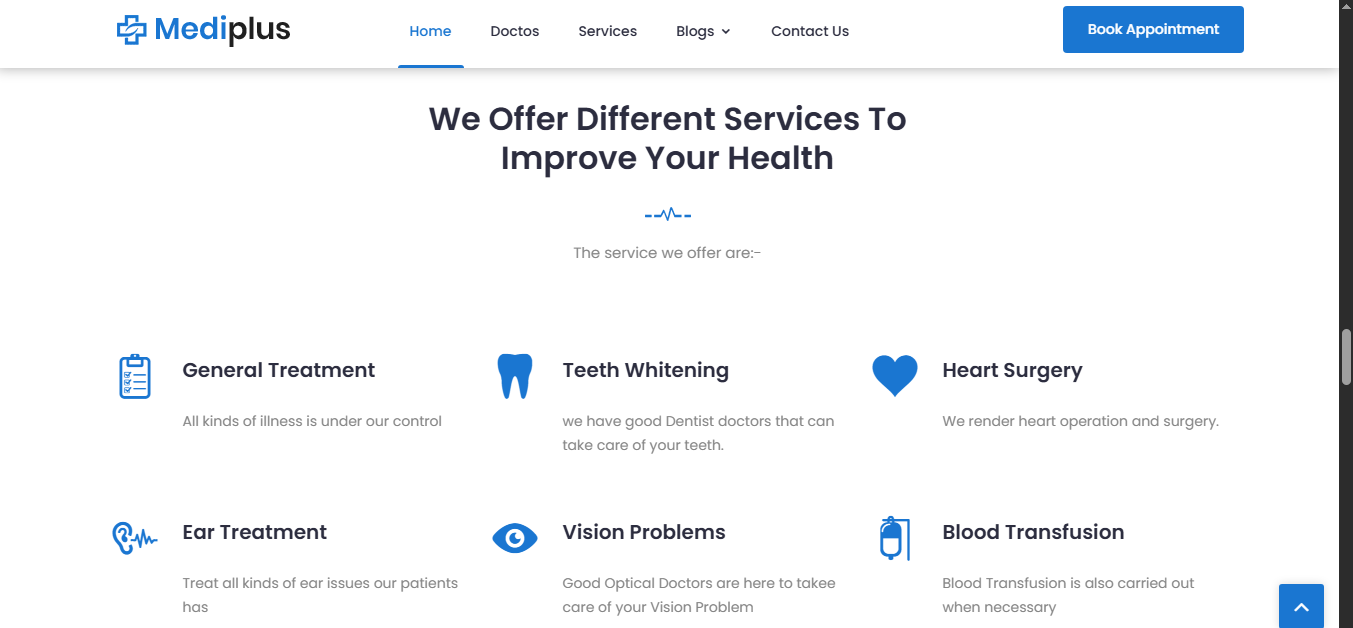 Mediplus
Home Doctos Services Blogs Contact Us
Book Appointment
We Offer Different Services To
Improve Your Health
The service we offer are:-
General Treatment
All kinds of illness is under our control
Teeth Whitening
we have good Dentist doctors that can
take care of your teeth.
Heart Surgery
We render heart operation and surgery.
Ear Treatment
Treat all kinds of ear issues our patients
has
Vision Problems
Good Optical Doctors are here to takee
care of your Vision Problem
Blood Transfusion
Blood Transfusion is also carried out
when necessary